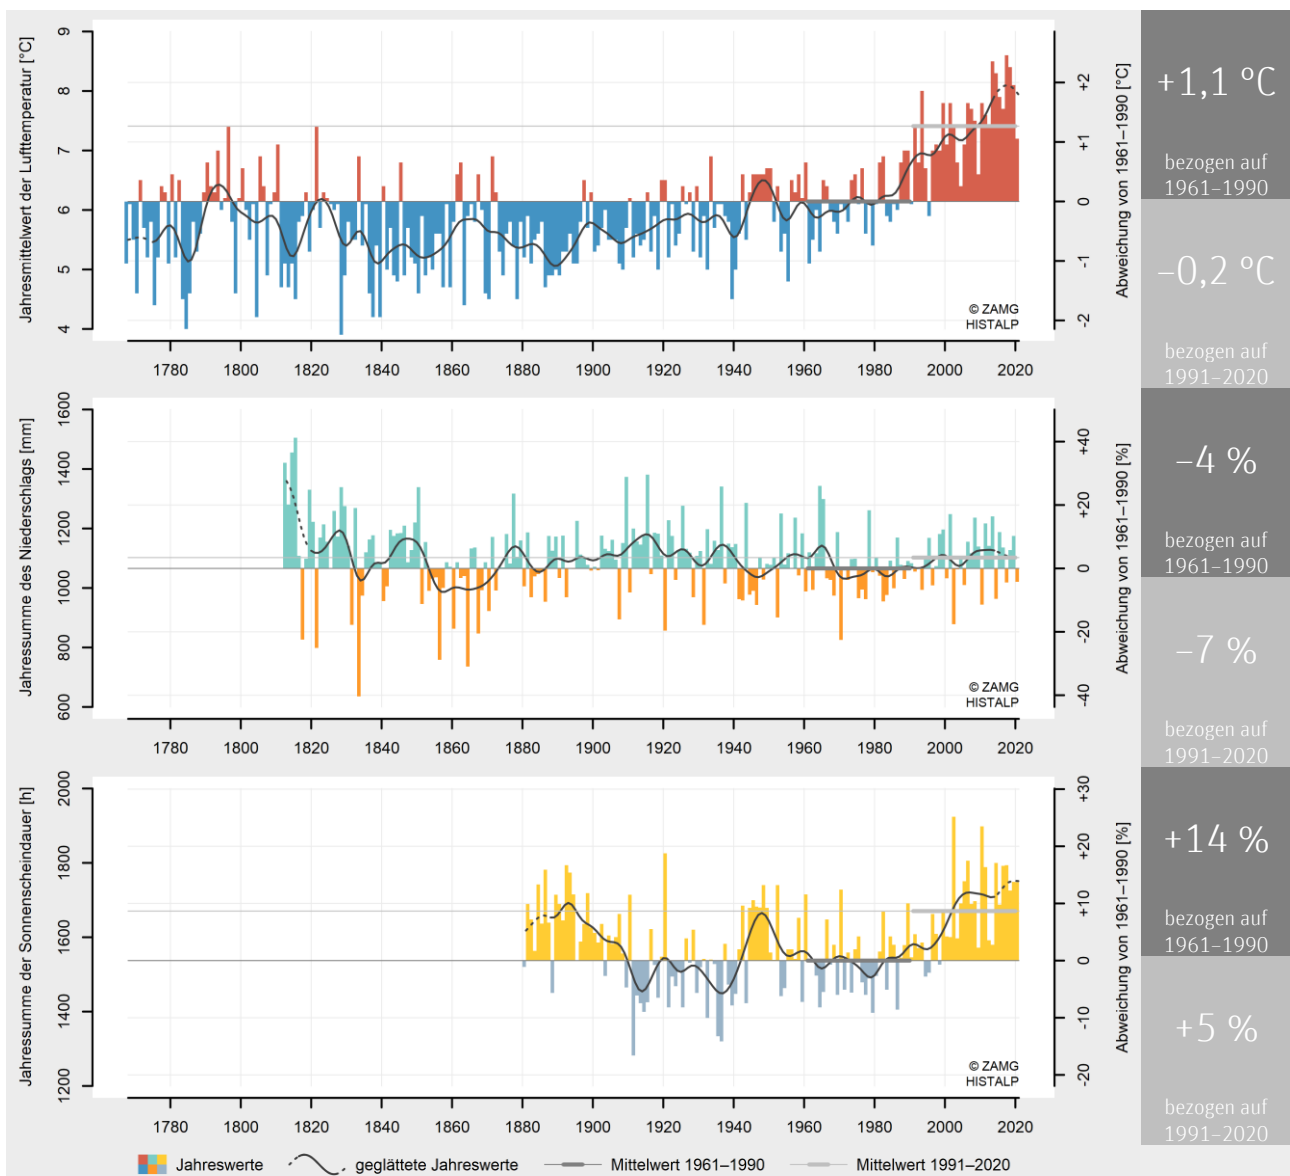 Jahresmittelwert der Lufttemperatur [°C]
9
8
7
6
5
4
Abweichung von 1961–1990 [°C]
+2
+1
0
-1
-2
© ZAMG
HISTALP
1780 1800 1820 1840 1860 1880 1900 1920 1940 1960 1980 2000 2020
+1,1 °C
bezogen auf
1961–1990
–0,2 °C
bezogen auf
1991–2020
Jahressumme des Niederschlags [mm]
1600
1400
1200
1000
800
600
Abweichung von 1961–1990 [%]
+40
+20
0
-20
-40
© ZAMG
HISTALP
1780 1800 1820 1840 1860 1880 1900 1920 1940 1960 1980 2000 2020
–4 %
bezogen auf
1961–1990
–7 %
bezogen auf
1991–2020
Jahressumme der Sonnenscheindauer [h]
2000
1800
1600
1400
1200
Abweichung von 1961–1990 [%]
+30
+20
+10
0
-10
-20
© ZAMG
HISTALP
1780 1800 1820 1840 1860 1880 1900 1920 1940 1960 1980 2000 2020
+14 %
bezogen auf
1961–1990
+5 %
bezogen auf
1991–2020
Jahreswerte geglättete Jahreswerte Mittelwert 1961–1990 Mittelwert 1991–2020